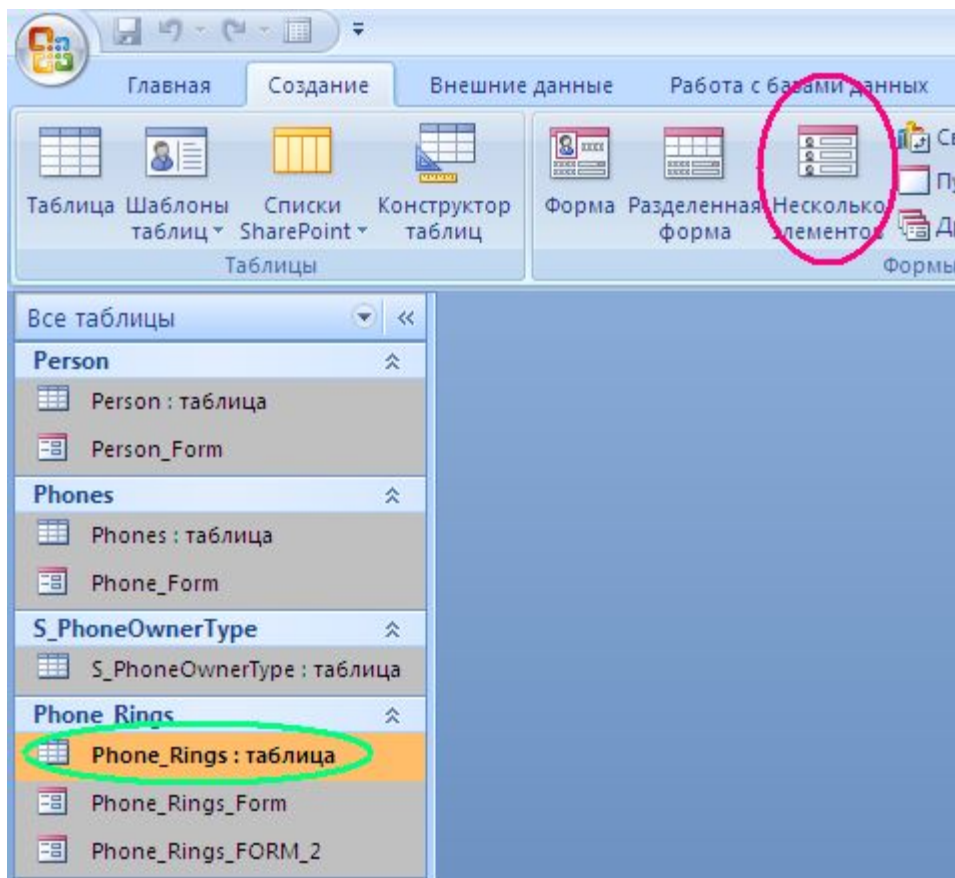 Главная Создание Внешние данные Работа с базами данных
Таблица Шаблоны таблиц Списки SharePoint Конструктор таблиц Форма Разделенная форма Несколько элементов
Таблицы Формы
Все таблицы
Person
Person : таблица
Person_Form
Phones
Phones : таблица
Phone_Form
S_PhoneOwnerType
S_PhoneOwnerType : таблица
Phone_Rings
Phone_Rings : таблица
Phone_Rings_Form
Phone_Rings_FORM_2